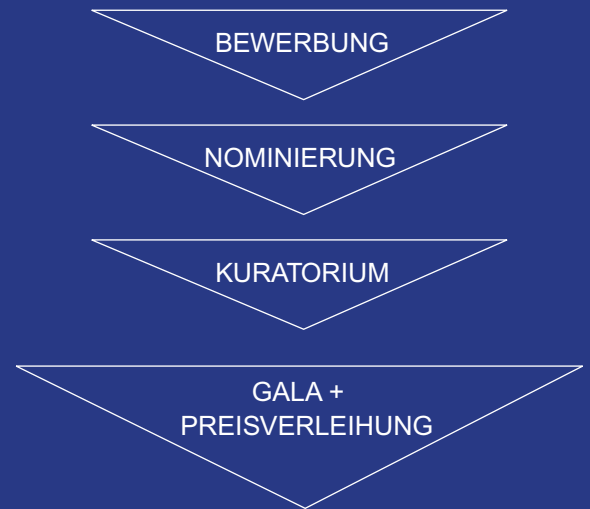 BEWERBUNG
NOMINIERUNG
KURATORIUM
GALA +
PREISVERLEIHUNG